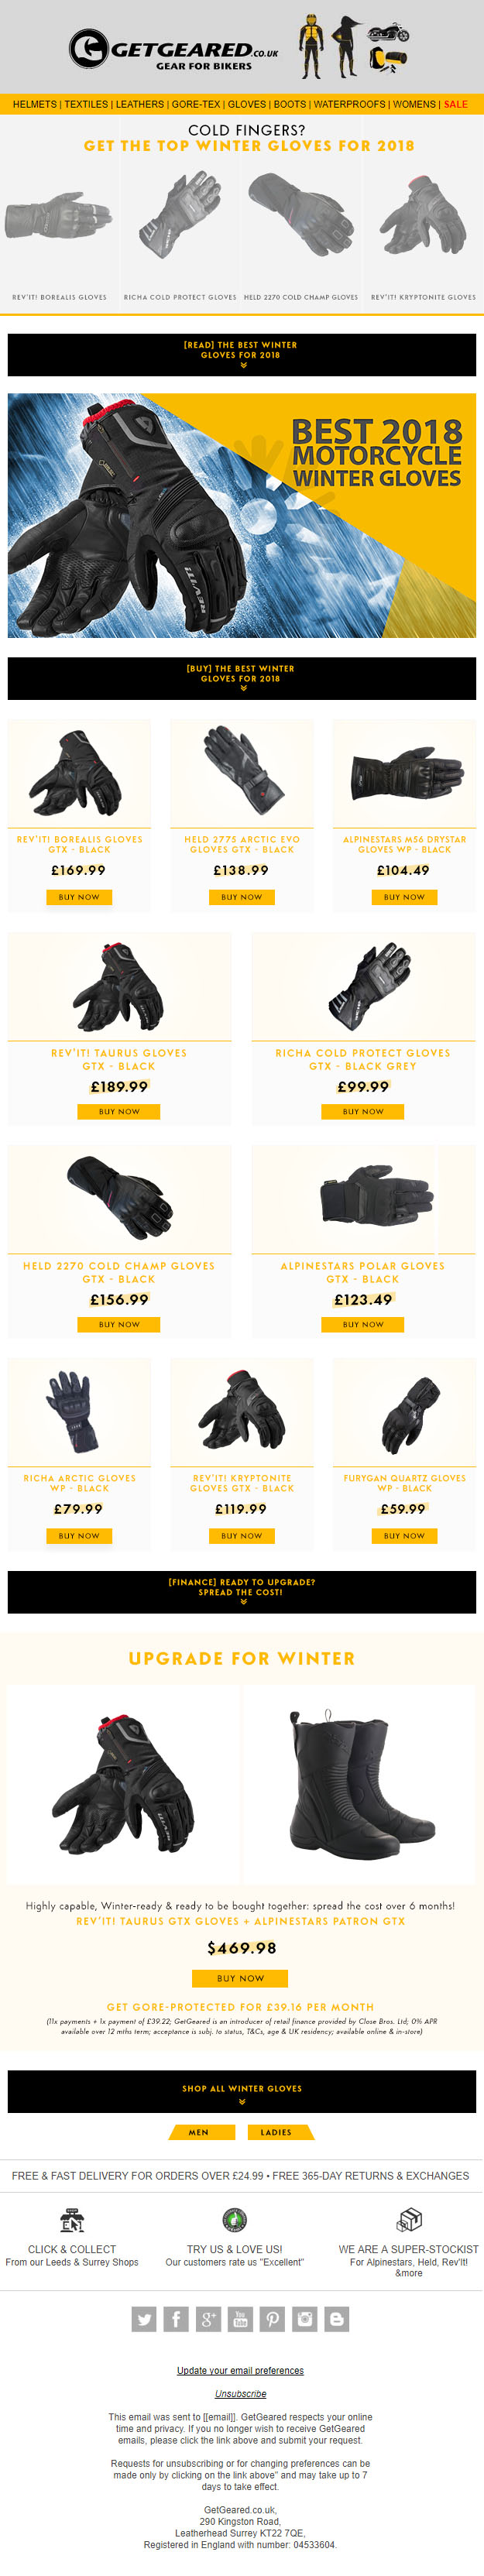 GETGEARED.CO.UK
GEAR FOR BIKERS
HELMETS | TEXTILES | LEATHERS | GORE-TEX | GLOVES | BOOTS | WATERPROOFS | WOMENS | SALE
COLD FINGERS?
GET THE TOP WINTER GLOVES FOR 2018
REV'IT! BOREALIS GLOVES RICHA COLD PROTECT GLOVES HELD 2270 COLD CHAMP GLOVES REV'IT! KRYPTONITE GLOVES
[READ] THE BEST WINTER
GLOVES FOR 2018
BEST 2018
MOTORCYCLE
WINTER GLOVES
REV'IT!
[BUY] THE BEST WINTER
GLOVES FOR 2018
REV'IT! BOREALIS GLOVES
GTX - BLACK
£169.99
BUY NOW
HELD 2775 ARCTIC EVO
GLOVES GTX - BLACK
£138.99
BUY NOW
ALPINESTARS M56 DRYSTAR
GLOVES WP - BLACK
£104.49
BUY NOW
REV'IT! TAURUS GLOVES
GTX - BLACK
£189.99
BUY NOW
RICHA COLD PROTECT GLOVES
GTX - BLACK GREY
£99.99
BUY NOW
HELD 2270 COLD CHAMP GLOVES
GTX - BLACK
£156.99
BUY NOW
ALPINESTARS POLAR GLOVES
GTX - BLACK
£123.49
BUY NOW
RICHA ARCTIC GLOVES
WP - BLACK
£79.99
BUY NOW
REV'IT! KRYPTONITE
GLOVES GTX - BLACK
£119.99
BUY NOW
FURYGAN QUARTZ GLOVES
WP - BLACK
£59.99
BUY NOW
[FINANCE] READY TO UPGRADE?
SPREAD THE COST!
UPGRADE FOR WINTER
REV'IT!
Highly capable, Winter-ready & ready to be bought together: spread the cost over 6 months!
REV'IT! TAURUS GTX GLOVES + ALPINESTARS PATRON GTX
$469.98
BUY NOW
GET GORE-PROTECTED FOR £39.16 PER MONTH
(11x payments + 1x payment of £39.22; GetGeared is an introducer of retail finance provided by Close Bros. Ltd; 0% APR
available over 12 mths term; acceptance is subj. to status, T&Cs, age & UK residency; available online & in-store)
SHOP ALL WINTER GLOVES
MEN
LADIES
FREE & FAST DELIVERY FOR ORDERS OVER £24.99 • FREE 365-DAY RETURNS & EXCHANGES
CLICK & COLLECT
From our Leeds & Surrey Shops
TRY US & LOVE US!
Our customers rate us "Excellent"
WE ARE A SUPER-STOCKIST
For Alpinestars, Held, Rev'It!
&more
You
Tube
Update your email preferences
Unsubscribe
This email was sent to [[email]]. GetGeared respects your online
time and privacy. If you no longer wish to receive GetGeared
emails, please click the link above and submit your request.
Requests for unsubscribing or for changing preferences can be
made only by clicking on the link above" and may take up to 7
days to take effect.
GetGeared.co.uk,
290 Kingston Road,
Leatherhead Surrey KT22 7QE,
Registered in England with number: 04533604.